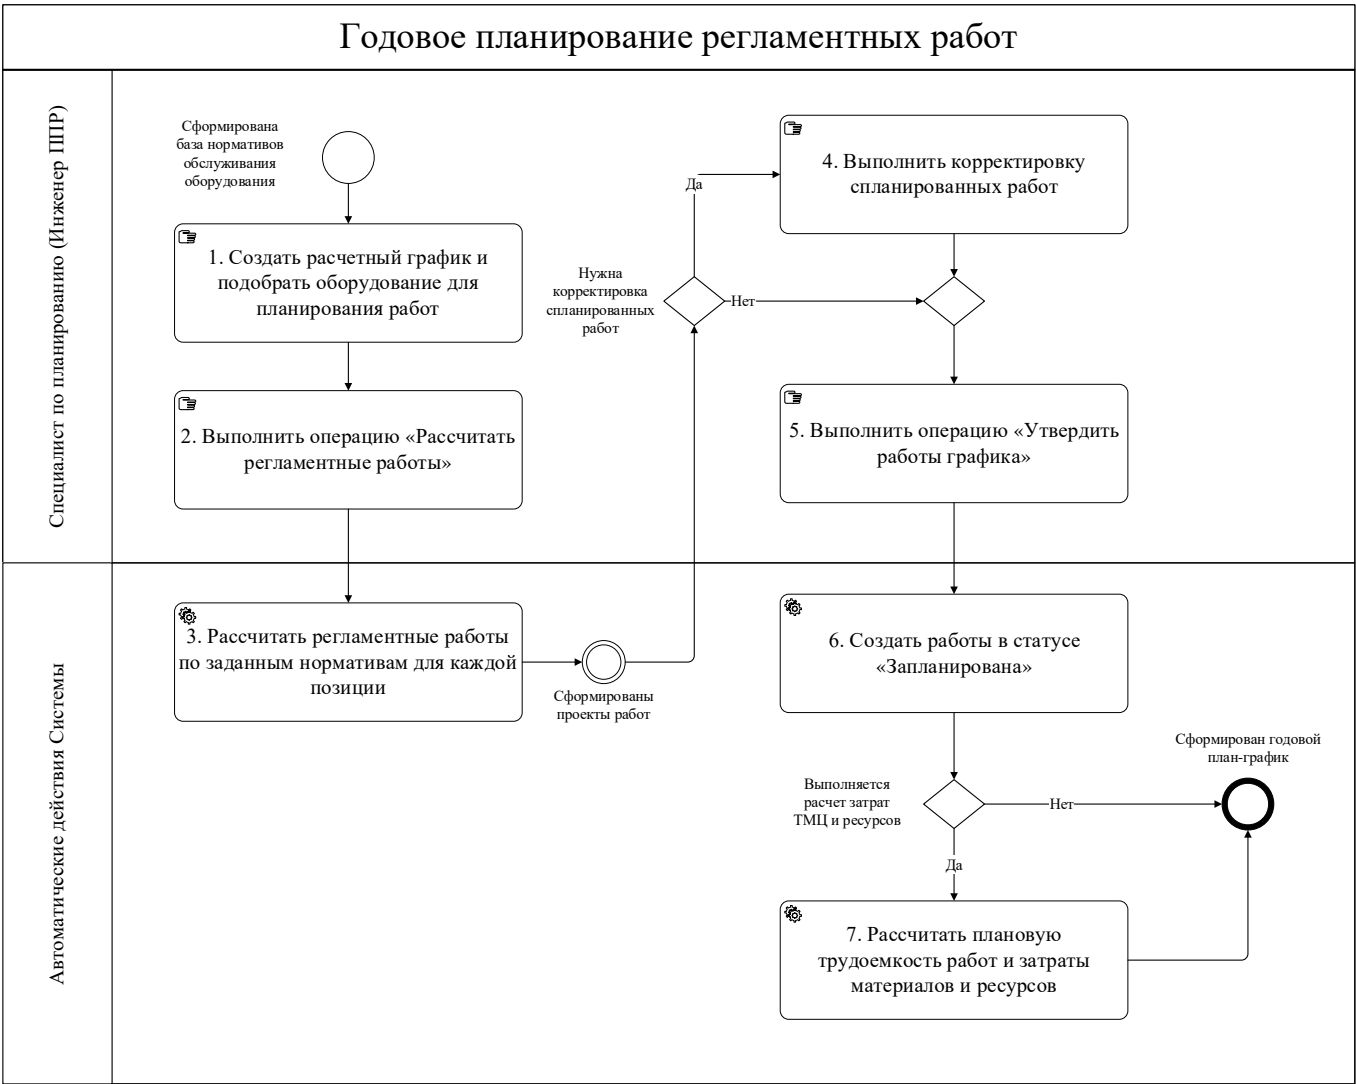 Годовое планирование регламентных работ
Специалист по планированию (Инженер ППР)
Сформирована
база нормативов
обслуживания
оборудования
1. Создать расчетный график и
подобрать оборудование для
планирования работ
2. Выполнить операцию «Рассчитать
регламентные работы»
Нужна
корректировка
спланированных
работ
Да
Нет
4. Выполнить корректировку
спланированных работ
5. Выполнить операцию «Утвердить
работы графика»
Автоматические действия Системы
3. Рассчитать регламентные работы
по заданным нормативам для каждой
позиции
Сформированы
проекты работ
6. Создать работы в статусе
«Запланирована»
Выполняется
расчет затрат
ТМЦ и ресурсов
Нет
Да
Сформирован годовой
план-график
7. Рассчитать плановую
трудоемкость работ и затраты
материалов и ресурсов